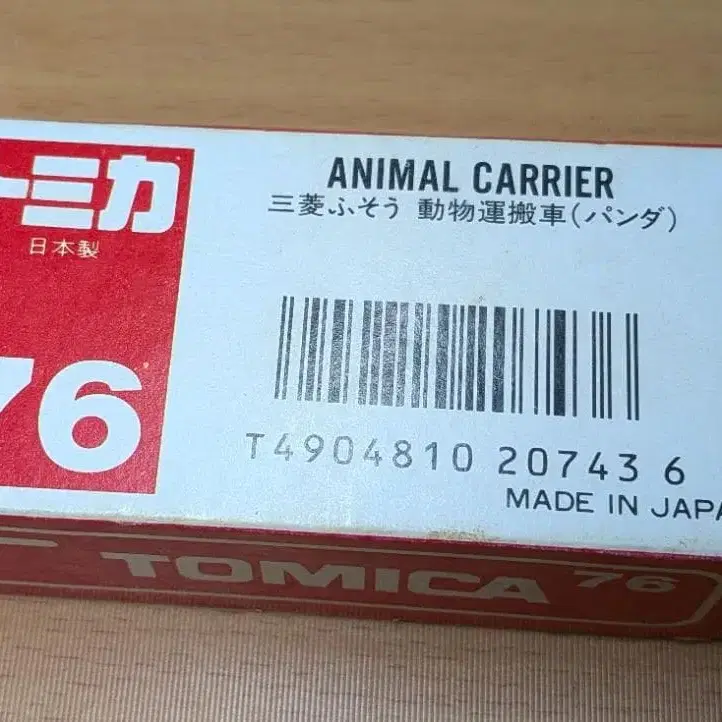 トミカ
日本製
76
ANIMAL CARRIER
三菱ふそう 動物運搬車(パンダ)
T4904810 20743 6
MADE IN JAPA
TOMICA 76